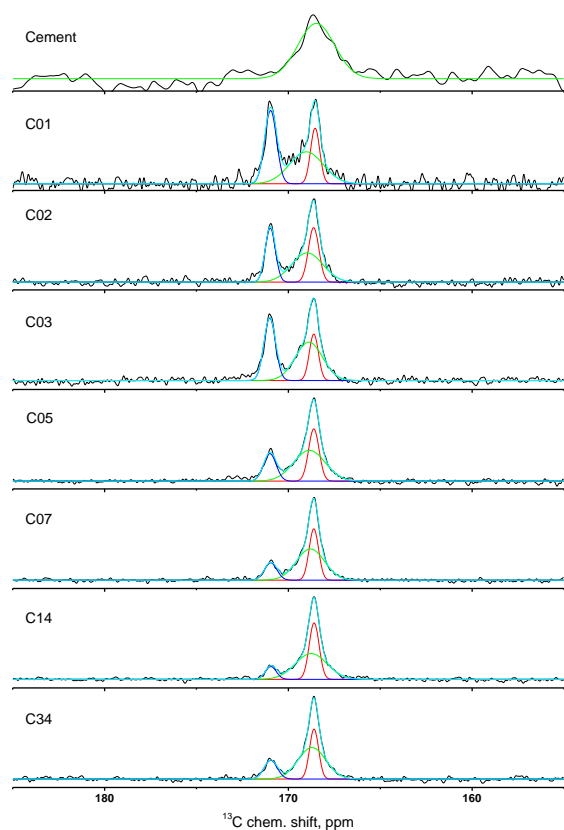 Cement
C01
C02
C03
C05
C07
C14
C34
180 170 160
¹³C chem. shift, ppm